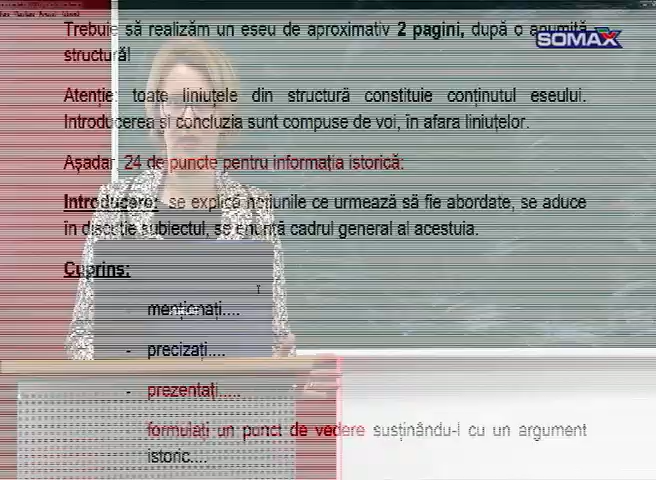 Trebuie să realizăm un eseu de aproximativ 2 pagini, după o anumită
SOMAX
structură!
Atenție: toate liniuțele din structură constituie conținutul eseului.
Introducerea și concluzia sunt compuse de voi, în afara liniuțelor.
Așadar, 24 de puncte pentru informația istorică:
Introducere: se explică noțiunile ce urmează să fie abordate, se aduce
în discuție subiectul, se enunță cadrul general al acestuia.
Cuprins:
- menționați....
- precizați....
- prezentați.....
formulați un punct de vedere susținându-l cu un argument
istoric....